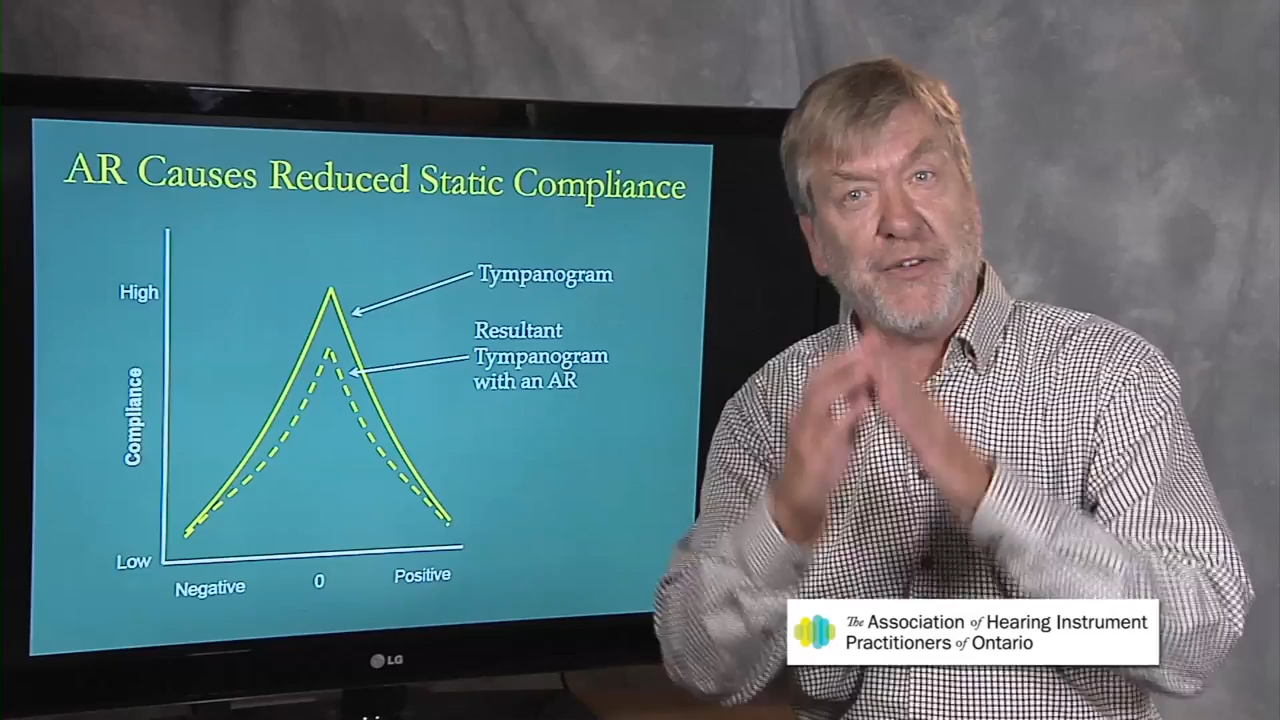 AR Causes Reduced Static Compliance
High
Tympanogram
Resultant
Tympanogram
with an AR
Compliance
Low
Negative
0
Positive
LG
The Association of Hearing Instrument
Practitioners of Ontario